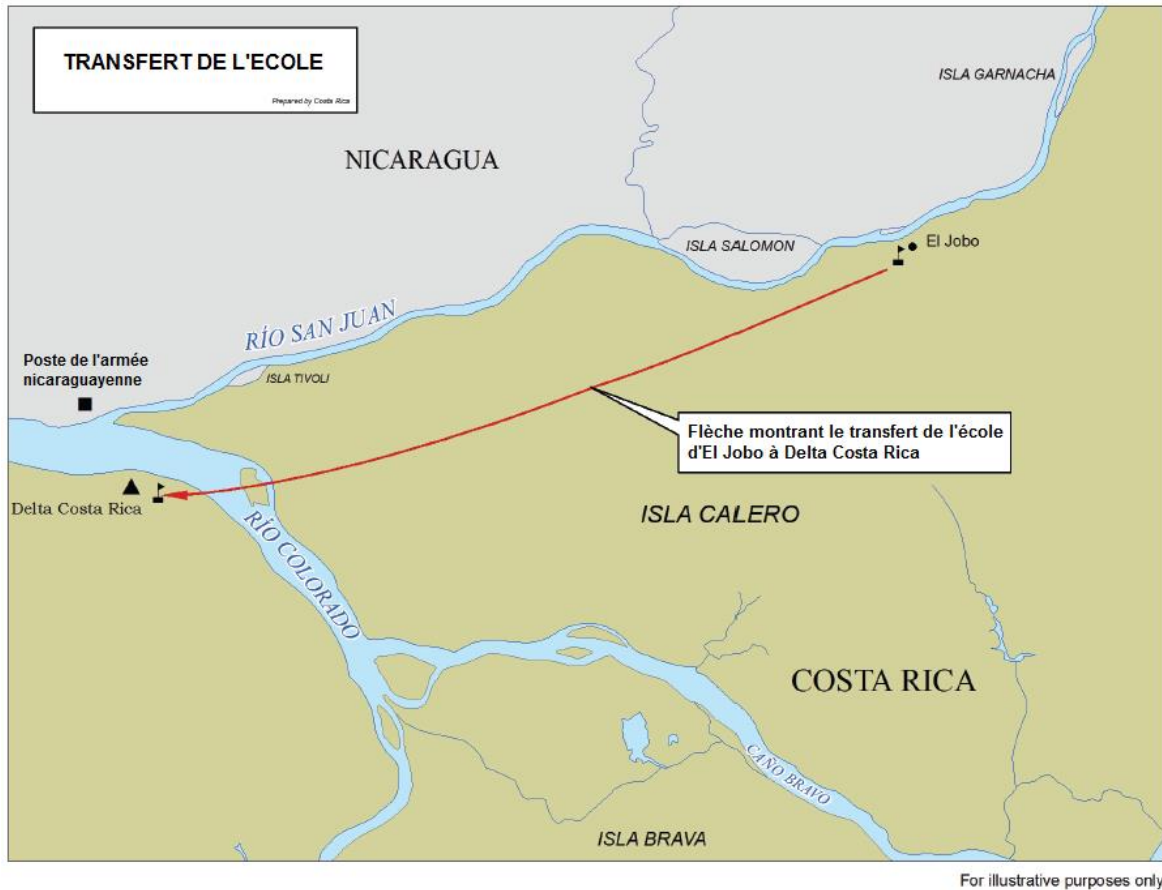 TRANSFERT DE L'ECOLE
Prepared by Costa Rica
ISLA GARNACHA
NICARAGUA
ISLA SALOMON
El Jobo
RÍO SAN JUAN
Poste de l'armée
nicaraguayenne
ISLA TIVOLI
Flèche montrant le transfert de l'école
d'El Jobo à Delta Costa Rica
Delta Costa Rica
ISLA CALERO
RÍO COLORADO
COSTA RICA
CAÑO BRAVO
ISLA BRAVA
For illustrative purposes only